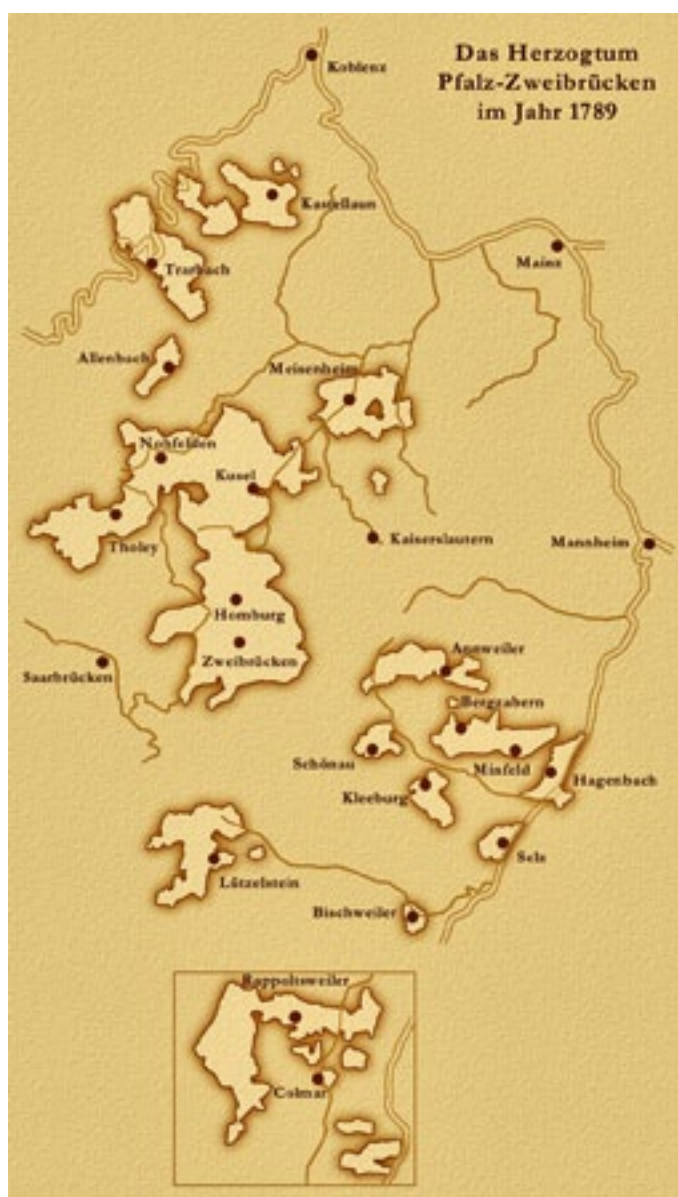 Das Herzogtum
Pfalz-Zweibrücken
im Jahr 1789
Koblenz
Kastellaun
Mainz
Trarbach
Allenbach
Meisenheim
Nohfelden
Kusel
Tholey
Kaiserslautern
Mannheim
Homburg
Zweibrücken
Saarbrücken
Annweiler
Bergzabern
Schönau
Minfeld
Hagenbach
Kleeburg
Selz
Lützelstein
Bischweiler
Rappoltsweiler
Colmar